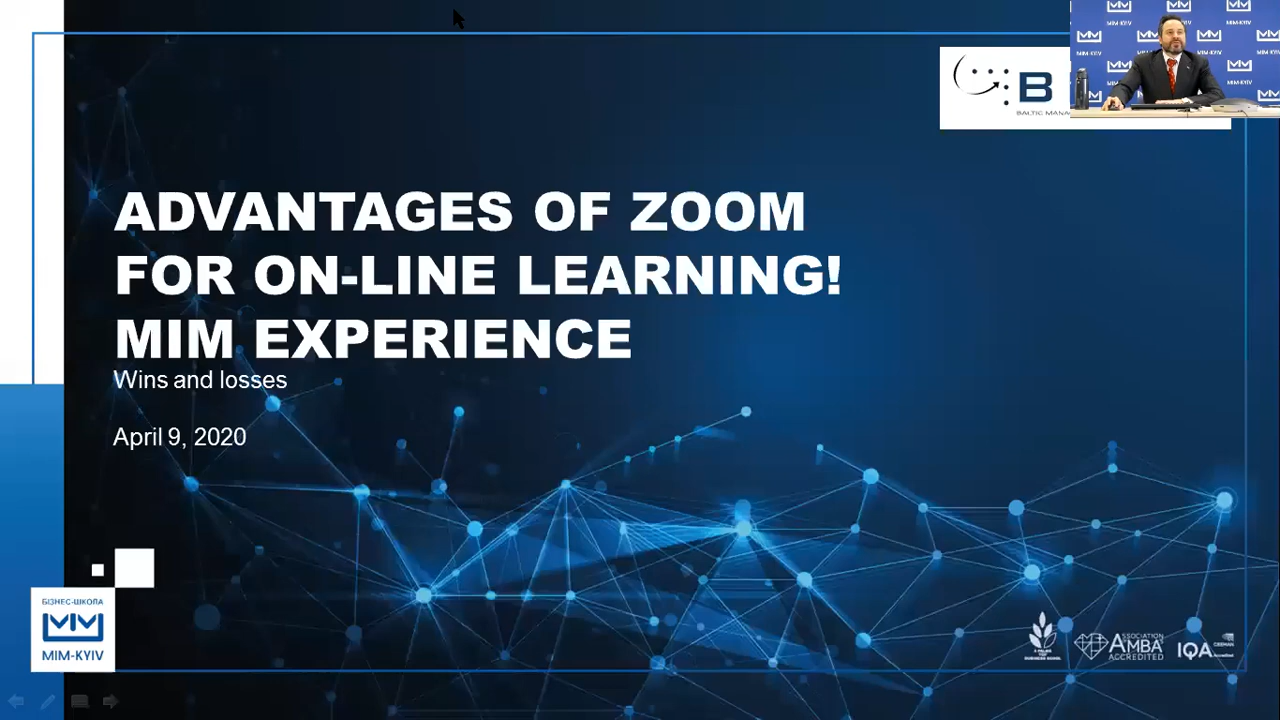 MIM-KYIV
B
BALTIC MANA
ADVANTAGES OF ZOOM
FOR ON-LINE LEARNING!
MIM EXPERIENCE
Wins and losses
April 9, 2020
БІЗНЕС-ШКОЛА
MIM-KYIV
ASSOCIATION
AMBA
ACCREDITED
IQA